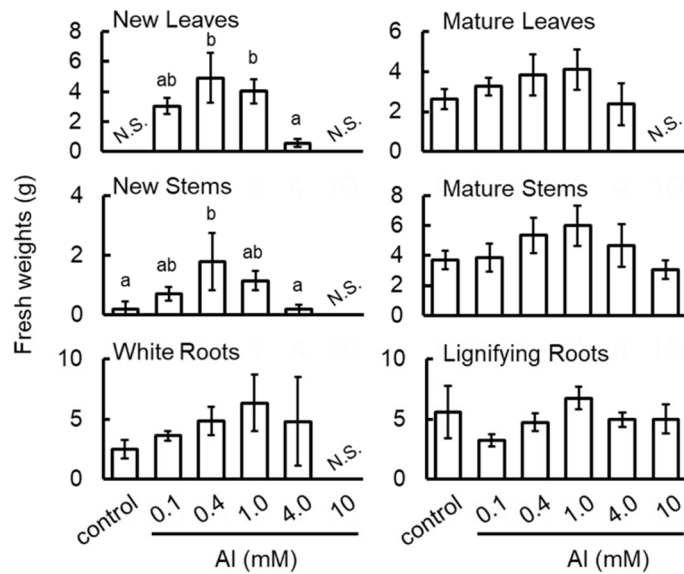 New Leaves
8
6
4
2
0
N.S.
ab
b
b
a
N.S.
Mature Leaves
6
4
2
0
N.S.
New Stems
4
2
0
a
ab
b
ab
a
N.S.
Mature Stems
8
6
4
2
0
Fresh weights (g)
White Roots
10
5
0
N.S.
control
0.1
0.4
1.0
4.0
10
Al (mM)
Lignifying Roots
10
5
0
control
0.1
0.4
1.0
4.0
10
Al (mM)